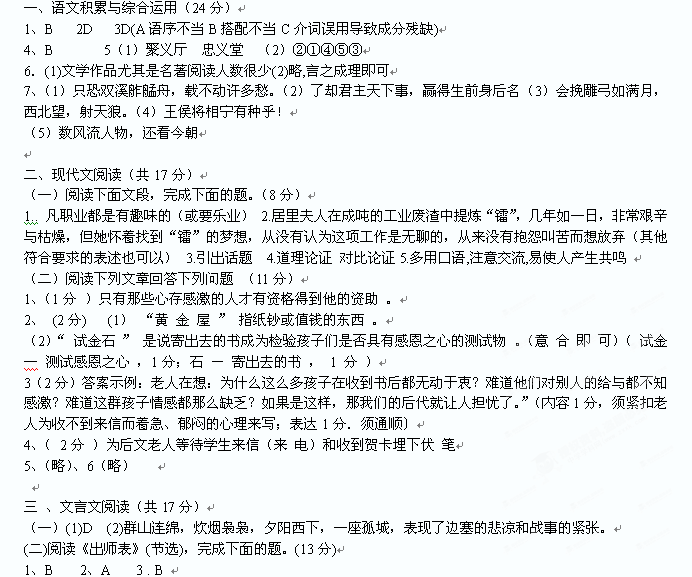 一、语文积累与综合运用（24 分）
1、B 2D 3D(A 语序不当 B 搭配不当 C 介词误用导致成分残缺)
4、B 5（1）聚义厅 忠义堂 （2）②①④⑤③
6．(1)文学作品尤其是名著阅读人数很少(2)略,言之成理即可
7、（1）只恐双溪舴艋舟，载不动许多愁。（2）了却君主天下事，赢得生前身后名（3）会挽雕弓如满月，
西北望，射天狼。（4）王侯将相宁有种乎！
（5）数风流人物，还看今朝
二、现代文阅读（共 17 分）
（一）阅读下面文段，完成下面的题。（8 分）
1．凡职业都是有趣味的（或要乐业） 2.居里夫人在成吨的工业废渣中提炼“镭”，几年如一日，非常艰辛
与枯燥，但她怀着找到“镭”的梦想，从没有认为这项工作是无聊的，从来没有抱怨叫苦而想放弃（其他
符合要求的表述也可以） 3.引出话题 4.道理论证 对比论证 5.多用口语,注意交流,易使人产生共鸣
（二）阅读下列文章回答下列问题 （11 分）
1、（1 分 ）只有那些心存感激的人才有资格得到他的资助 。
2、 (2 分) （1） “黄 金 屋 ” 指纸钞或值钱的东西 。
（2）“ 试金石 ” 是说寄出去的书成为检验孩子们是否具有感恩之心的测试物 。（意 合 即 可）（ 试金
一 测试感恩之心 ，1 分；石 一 寄出去的书 ， 1 分 ）
3（2 分）答案示例：老人在想：为什么这么多孩子在收到书后都无动于衷？难道他们对别人的给与都不知
感激？难道这群孩子情感都那么缺乏？如果是这样，那我们的后代就让人担忧了。”（内容 1 分，须紧扣老
人为收不到来信而着急、郁闷的心理来写；表达 1 分．须通顺〕
4、（ 2 分 ）为后文老人等待学生来信（来 电）和收到贺卡埋下伏 笔
5、（略）、6（略）
三 、文言文阅读（共 17 分）
（一）(1)D (2)群山连绵，炊烟袅袅，夕阳西下，一座孤城，表现了边塞的悲凉和战事的紧张。
(二)阅读《出师表》(节选)，完成下面的题。(13 分)
1、B 2、A 3 . B